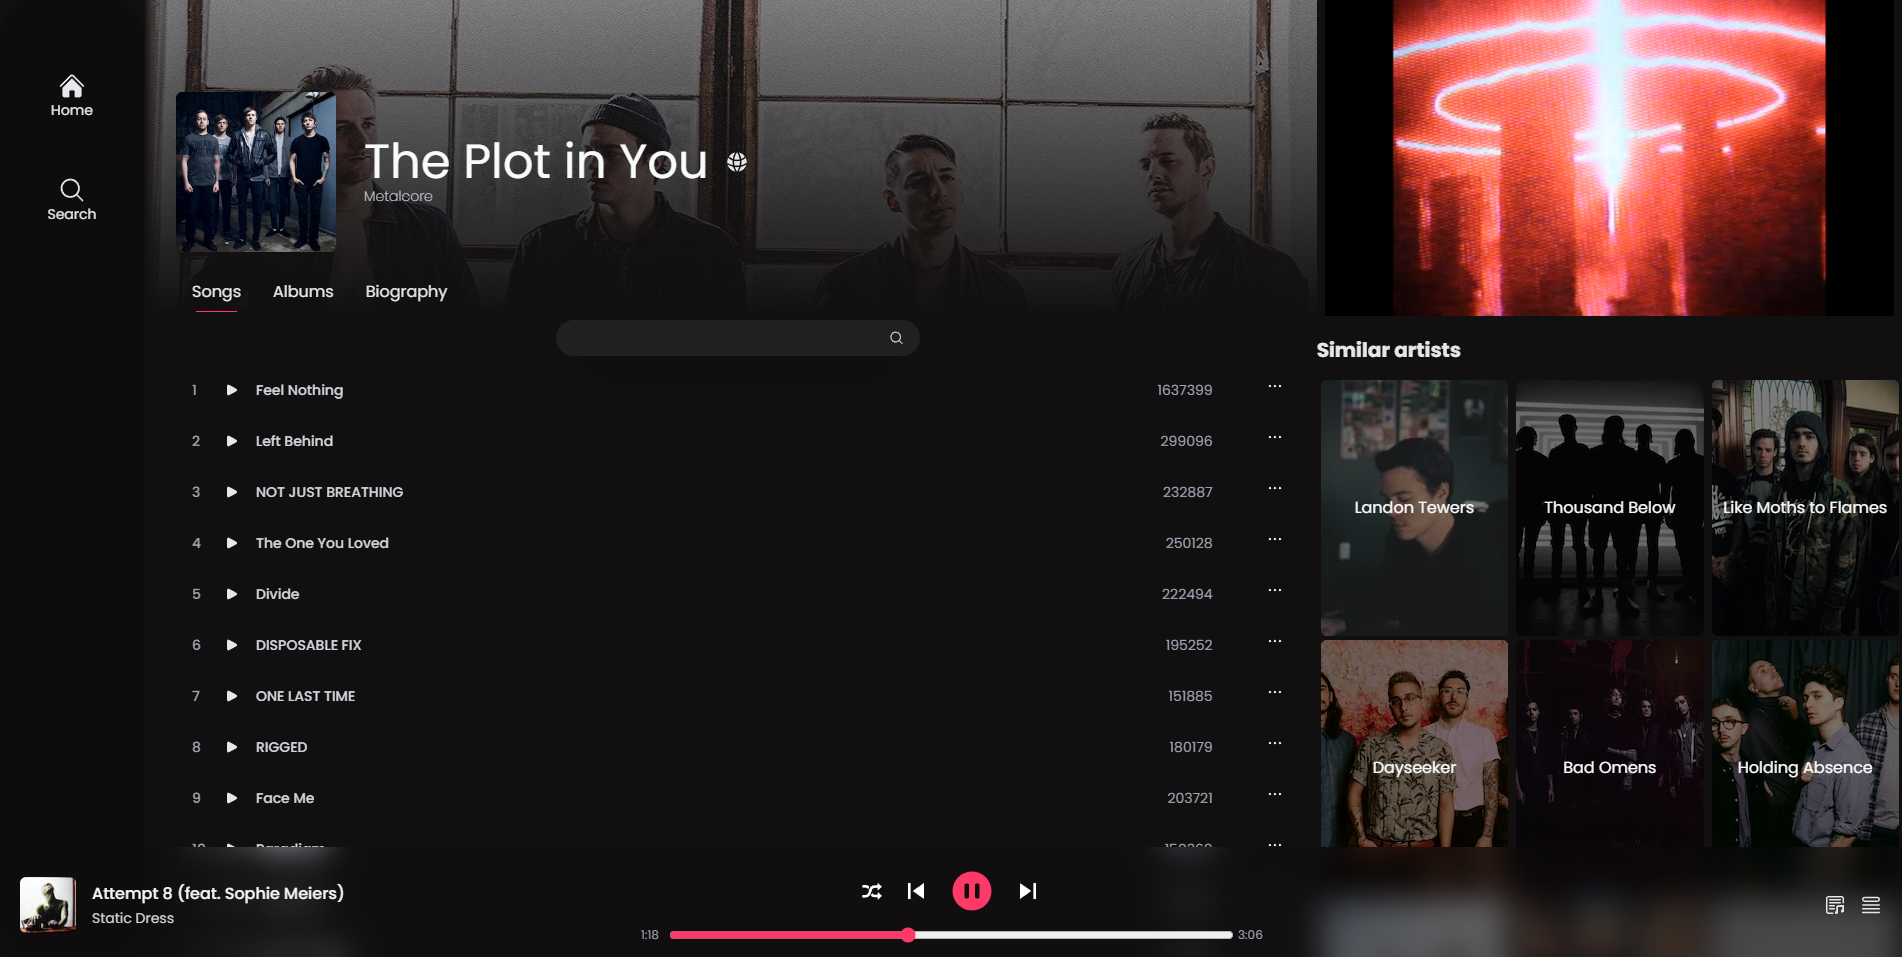 Home
Search
The Plot in You
Metalcore
Songs Albums Biography
1 Feel Nothing 1637399 ...
2 Left Behind 299096 ...
3 NOT JUST BREATHING 232887 ...
4 The One You Loved 250128 ...
5 Divide 222494 ...
6 DISPOSABLE FIX 195252 ...
7 ONE LAST TIME 151885 ...
8 RIGGED 180179 ...
9 Face Me 203721 ...
Similar artists
Landon Tewers
Thousand Below
Like Moths to Flames
Dayseeker
Bad Omens
Holding Absence
Attempt 8 (feat. Sophie Meiers)
Static Dress
1:18 3:06